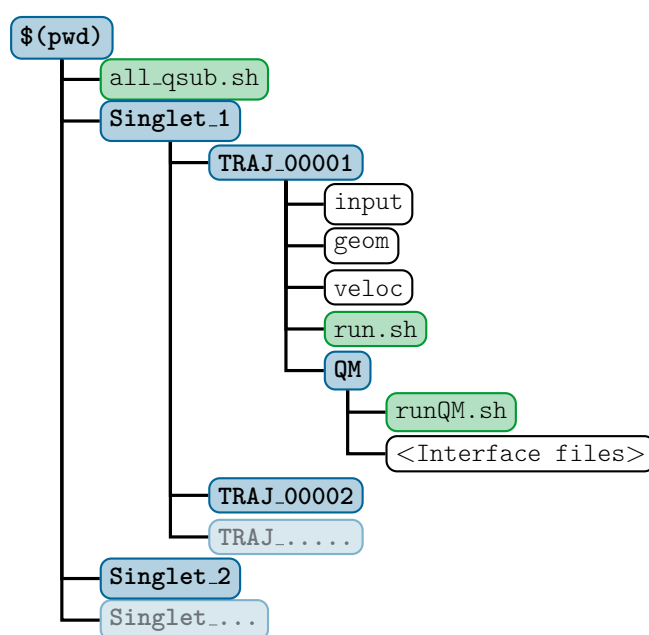 $(pwd)
all_qsub.sh
Singlet_1
TRAJ_00001
input
geom
veloc
run.sh
QM
runQM.sh
<Interface files>
TRAJ_00002
TRAJ_.....
Singlet_2
Singlet_...